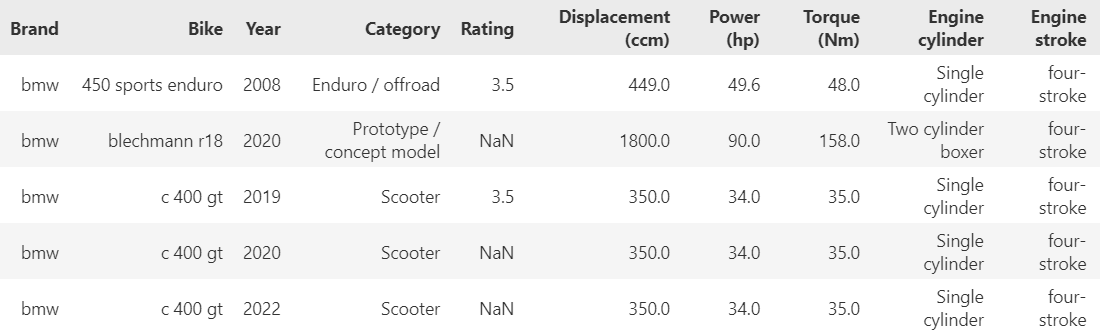 Brand Bike Year Category Rating Displacement (ccm) Power (hp) Torque (Nm) Engine cylinder Engine stroke
bmw 450 sports enduro 2008 Enduro / offroad 3.5 449.0 49.6 48.0 Single cylinder four-stroke
bmw blechmann r18 2020 Prototype / concept model NaN 1800.0 90.0 158.0 Two cylinder boxer four-stroke
bmw c 400 gt 2019 Scooter 3.5 350.0 34.0 35.0 Single cylinder four-stroke
bmw c 400 gt 2020 Scooter NaN 350.0 34.0 35.0 Single cylinder four-stroke
bmw c 400 gt 2022 Scooter NaN 350.0 34.0 35.0 Single cylinder four-stroke